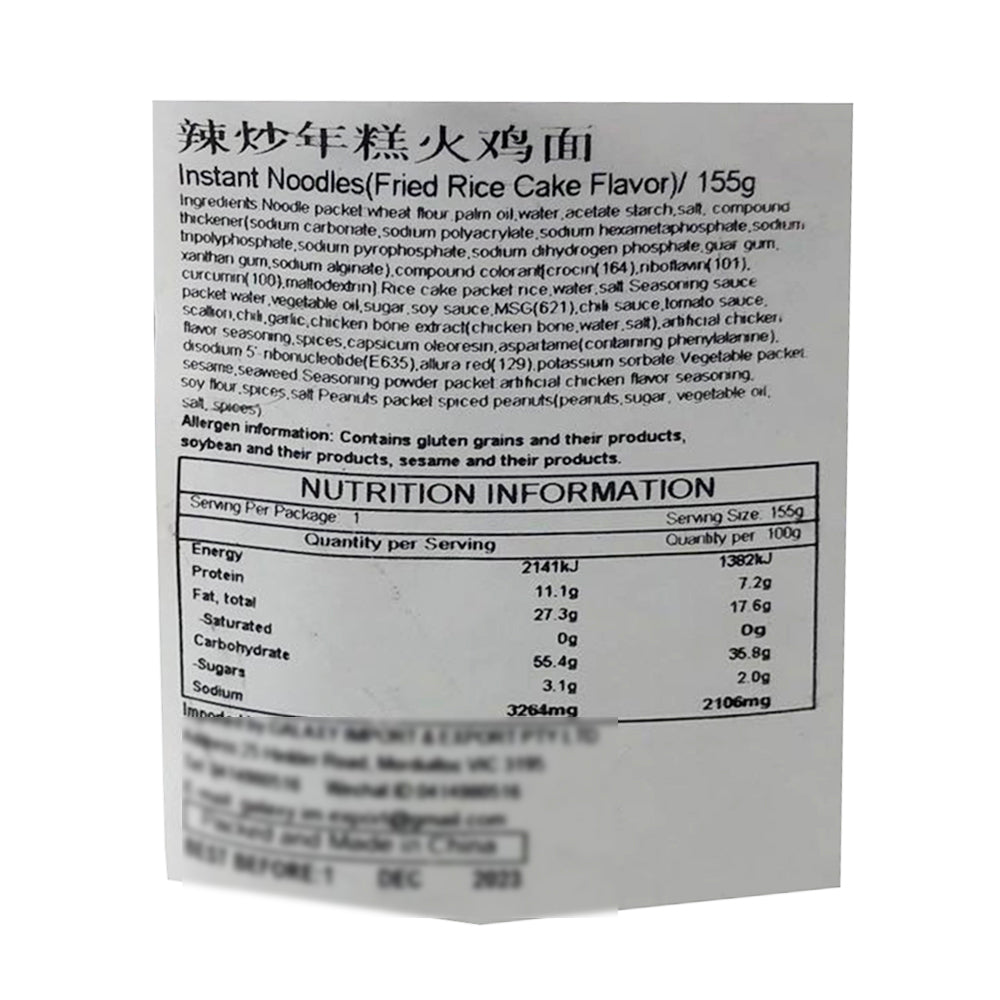 辣炒年糕火鸡面
Instant Noodles(Fried Rice Cake Flavor)/ 155g
Ingredients Noodle packet wheat flour, palm oil, water, acetate starch, salt, compound
thickener(sodium carbonate, sodium polyacrylate, sodium hexametaphosphate, sodium
tripolyphosphate, sodium pyrophosphate, sodium dihydrogen phosphate, guar gum,
xanthan gum, sodium alginate), compound colorant[crocin(164), riboflavin(101),
curcumin(100), maltodextrin] Rice cake packet rice, water, salt Seasoning sauce
packet water, vegetable oil, sugar, soy sauce, MSG(621), chili sauce, tomato sauce,
scallion, chili, garlic, chicken bone extract(chicken bone, water, salt), artificial chicken
flavor seasoning, spices, capsicum oleoresin, aspartame(containing phenylalanine),
disodium 5'-ribonucleotide(E635), allura red(129), potassium sorbate Vegetable packet
sesame, seaweed Seasoning powder packet artificial chicken flavor seasoning,
soy flour, spices, salt Peanuts packet spiced peanuts(peanuts, sugar, vegetable oil,
salt, spices)
Allergen information: Contains gluten grains and their products,
soybean and their products, sesame and their products.
NUTRITION INFORMATION
Serving Per Package 1 Serving Size: 155g
Quantity per Serving Quantity per 100g
Energy 2141kJ 1382kJ
Protein 11.1g 7.2g
Fat, total 27.3g 17.6g
-Saturated 0g 0g
Carbohydrate 55.4g 35.8g
-Sugars 3.1g 2.0g
Sodium 3264mg 2106mg
Packed and Made in China
BEST BEFORE:1 DEC 2023